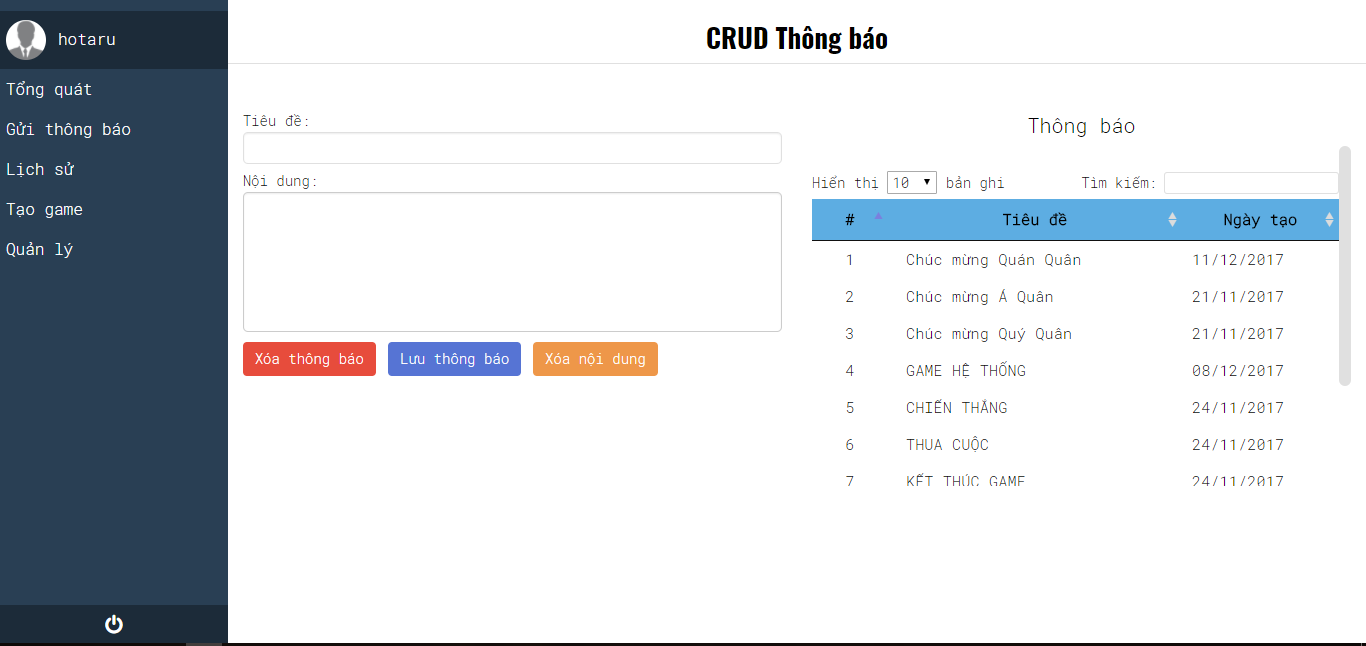 hotaru
Tổng quát
Gửi thông báo
Lịch sử
Tạo game
Quản lý
CRUD Thông báo
Tiêu đề:
Nội dung:
Xóa thông báo Lưu thông báo Xóa nội dung
Thông báo
Hiển thị 10 bản ghi Tìm kiếm:
# Tiêu đề Ngày tạo
1 Chúc mừng Quán Quân 11/12/2017
2 Chúc mừng Á Quân 21/11/2017
3 Chúc mừng Quý Quân 21/11/2017
4 GAME HỆ THỐNG 08/12/2017
5 CHIẾN THẮNG 24/11/2017
6 THUA CUỘC 24/11/2017
7 KẾT THÚC GAME 24/11/2017